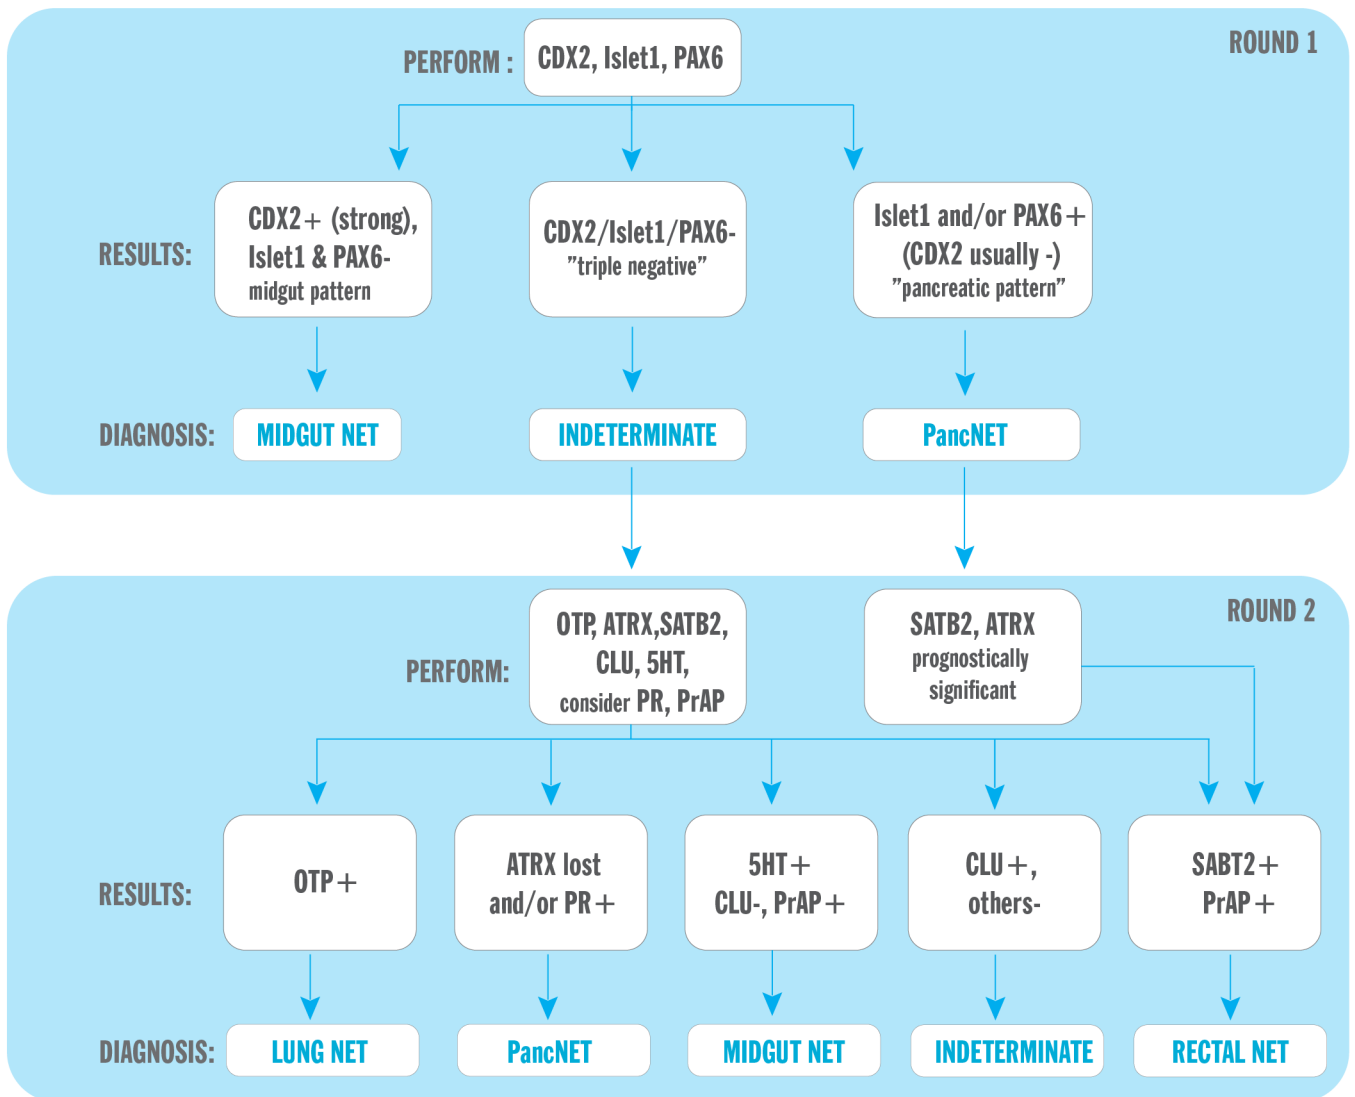 ROUND 1
PERFORM :
CDX2, Islet1, PAX6
RESULTS:
CDX2+ (strong),
Islet1 & PAX6-
midgut pattern
CDX2/Islet1/PAX6-
"triple negative"
Islet1 and/or PAX6+
(CDX2 usually -)
"pancreatic pattern"
DIAGNOSIS:
MIDGUT NET
INDETERMINATE
PancNET
ROUND 2
PERFORM:
OTP, ATRX,SATB2,
CLU, 5HT,
consider PR, PrAP
SATB2, ATRX
prognostically
significant
RESULTS:
OTP+
ATRX lost
and/or PR+
5HT+
CLU-, PrAP+
CLU+,
others-
SABT2+
PrAP+
DIAGNOSIS:
LUNG NET
PancNET
MIDGUT NET
INDETERMINATE
RECTAL NET